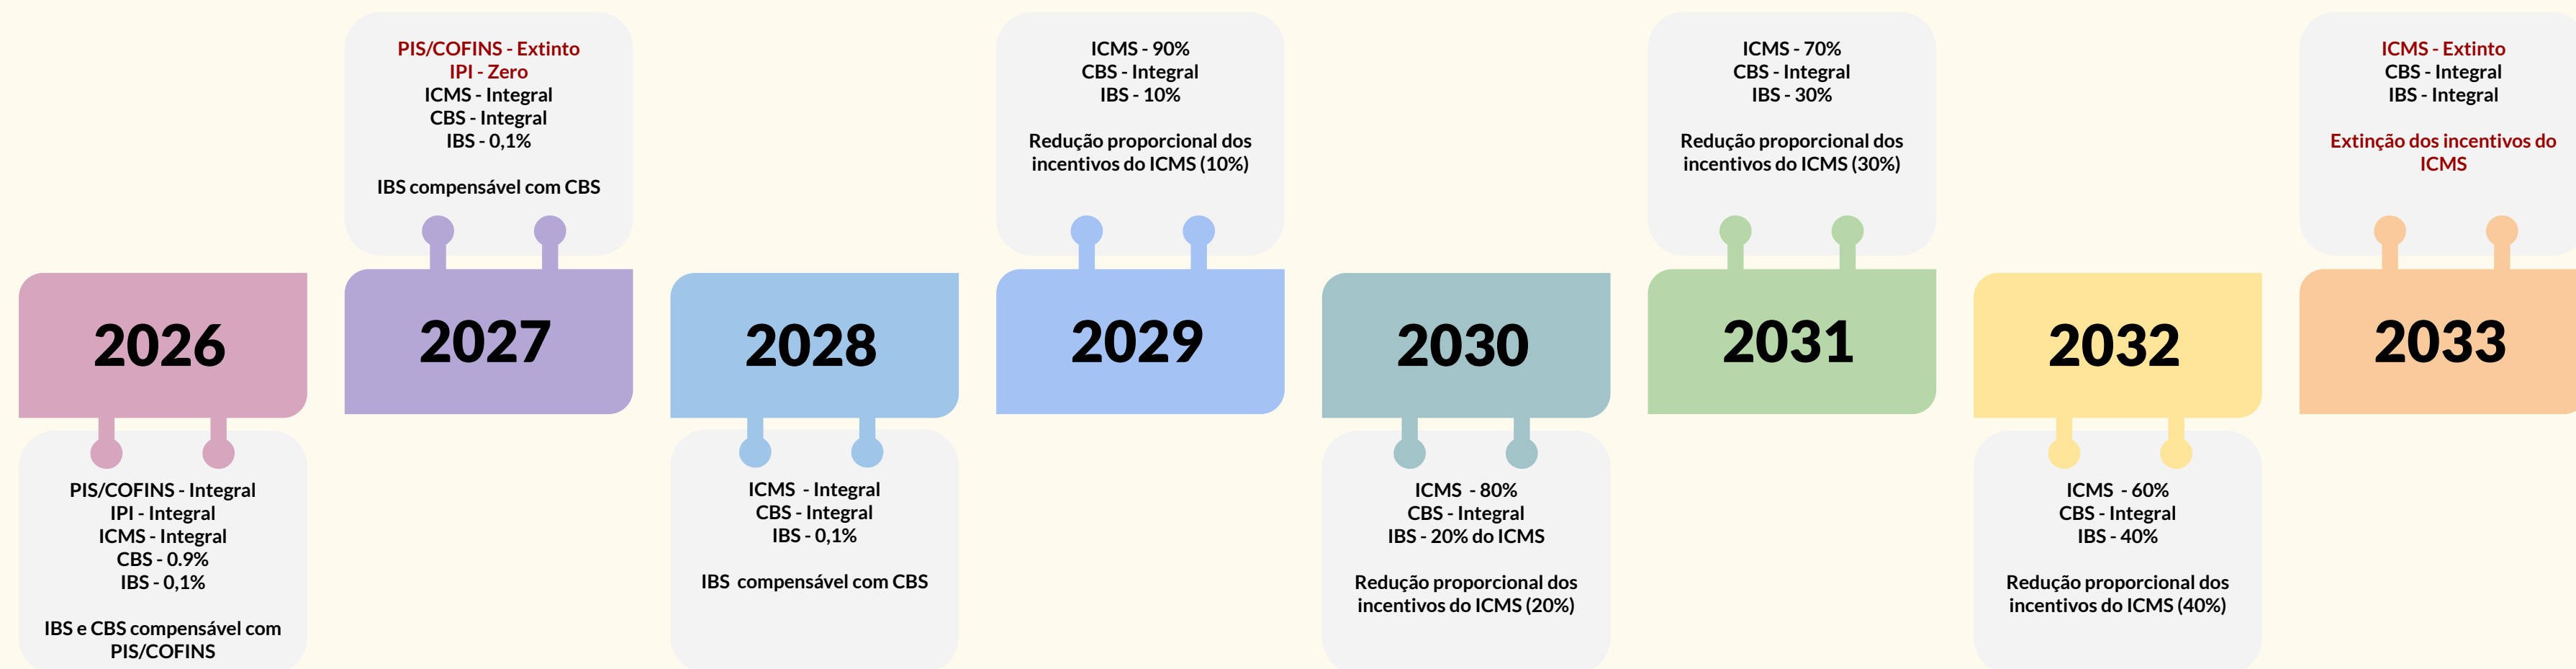 2026
PIS/COFINS - Integral
IPI - Integral
ICMS - Integral
CBS - 0.9%
IBS - 0,1%
IBS e CBS compensável com
PIS/COFINS
PIS/COFINS - Extinto
IPI - Zero
ICMS - Integral
CBS - Integral
IBS - 0,1%
IBS compensável com CBS
2027
2028
ICMS  - Integral
CBS - Integral
IBS - 0,1%
IBS  compensável com CBS
ICMS - 90%
CBS - Integral
IBS - 10%
Redução proporcional dos
incentivos do ICMS (10%)
2029
2030
ICMS  - 80%
CBS - Integral
IBS - 20% do ICMS
Redução proporcional dos
incentivos do ICMS (20%)
ICMS - 70%
CBS - Integral
IBS - 30%
Redução proporcional dos
incentivos do ICMS (30%)
2031
2032
ICMS  - 60%
CBS - Integral
IBS - 40%
Redução proporcional dos
incentivos do ICMS (40%)
ICMS - Extinto
CBS - Integral
IBS - Integral
Extinção dos incentivos do
ICMS
2033